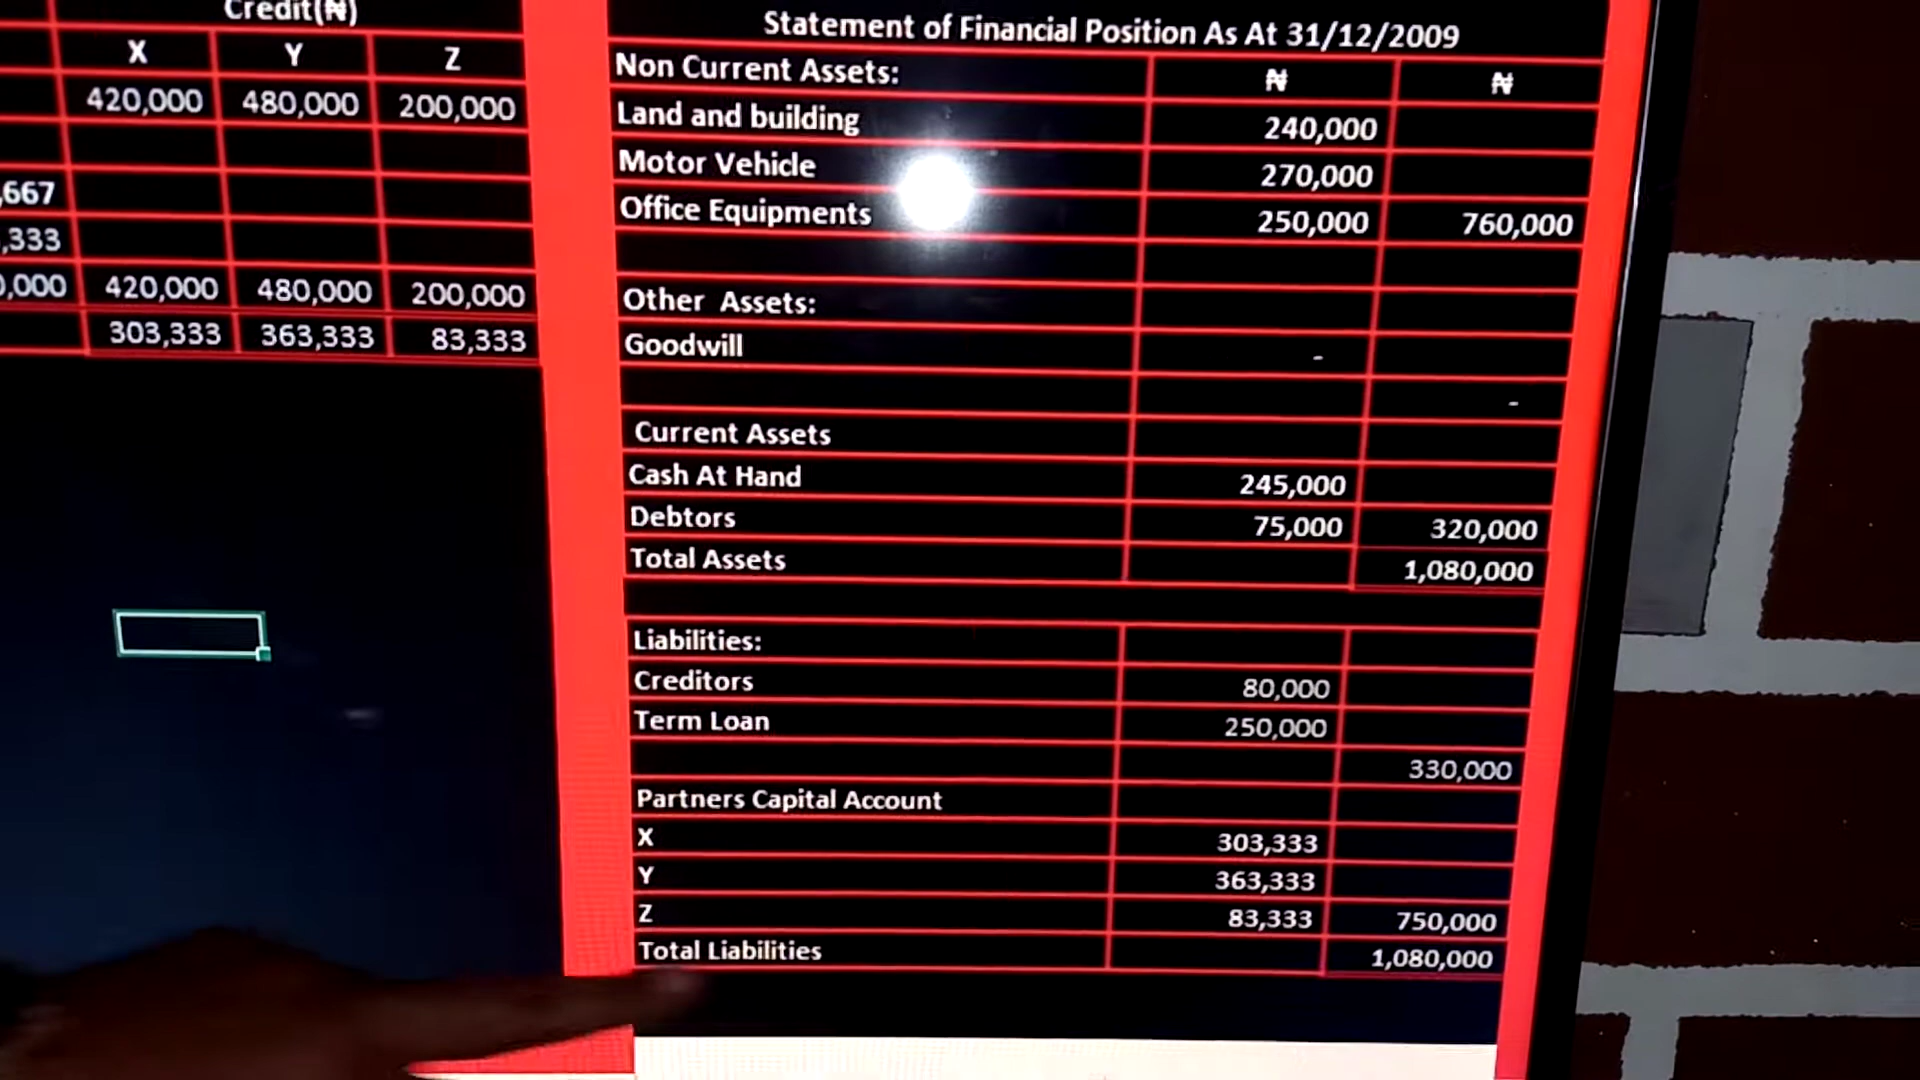 Credit(₦)
X Y Z
420,000 480,000 200,000
,667
,333
0,000 420,000 480,000 200,000
303,333 363,333 83,333
Statement of Financial Position As At 31/12/2009
Non Current Assets: ₦ ₦
Land and building 240,000
Motor Vehicle 270,000
Office Equipments 250,000 760,000
Other Assets:
Goodwill -
-
Current Assets
Cash At Hand 245,000
Debtors 75,000 320,000
Total Assets 1,080,000
Liabilities:
Creditors 80,000
Term Loan 250,000
330,000
Partners Capital Account
X 303,333
Y 363,333
Z 83,333 750,000
Total Liabilities 1,080,000